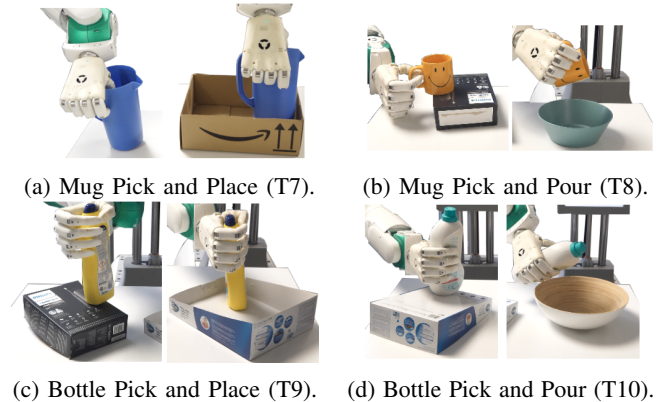 (a) Mug Pick and Place (T7).
(b) Mug Pick and Pour (T8).
(c) Bottle Pick and Place (T9).
(d) Bottle Pick and Pour (T10).